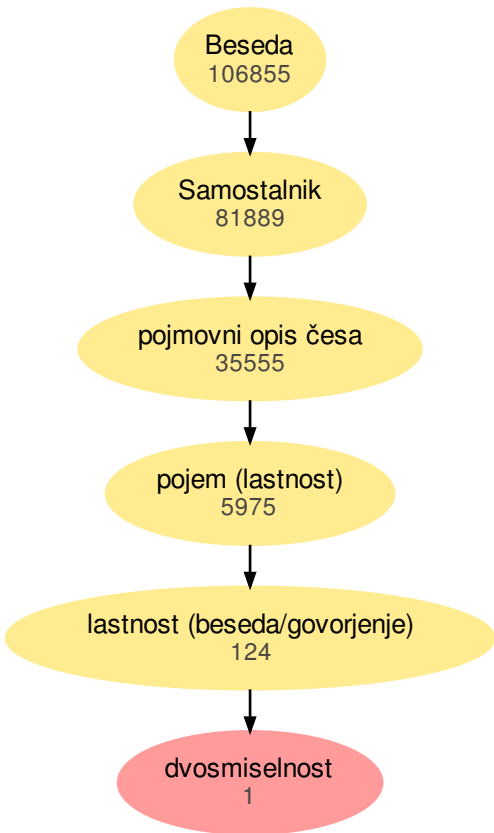 Beseda
106855
Samostalnik
81889
pojmovni opis česa
35555
pojem (lastnost)
5975
lastnost (beseda/govorjenje)
124
dvosmiselnost
1